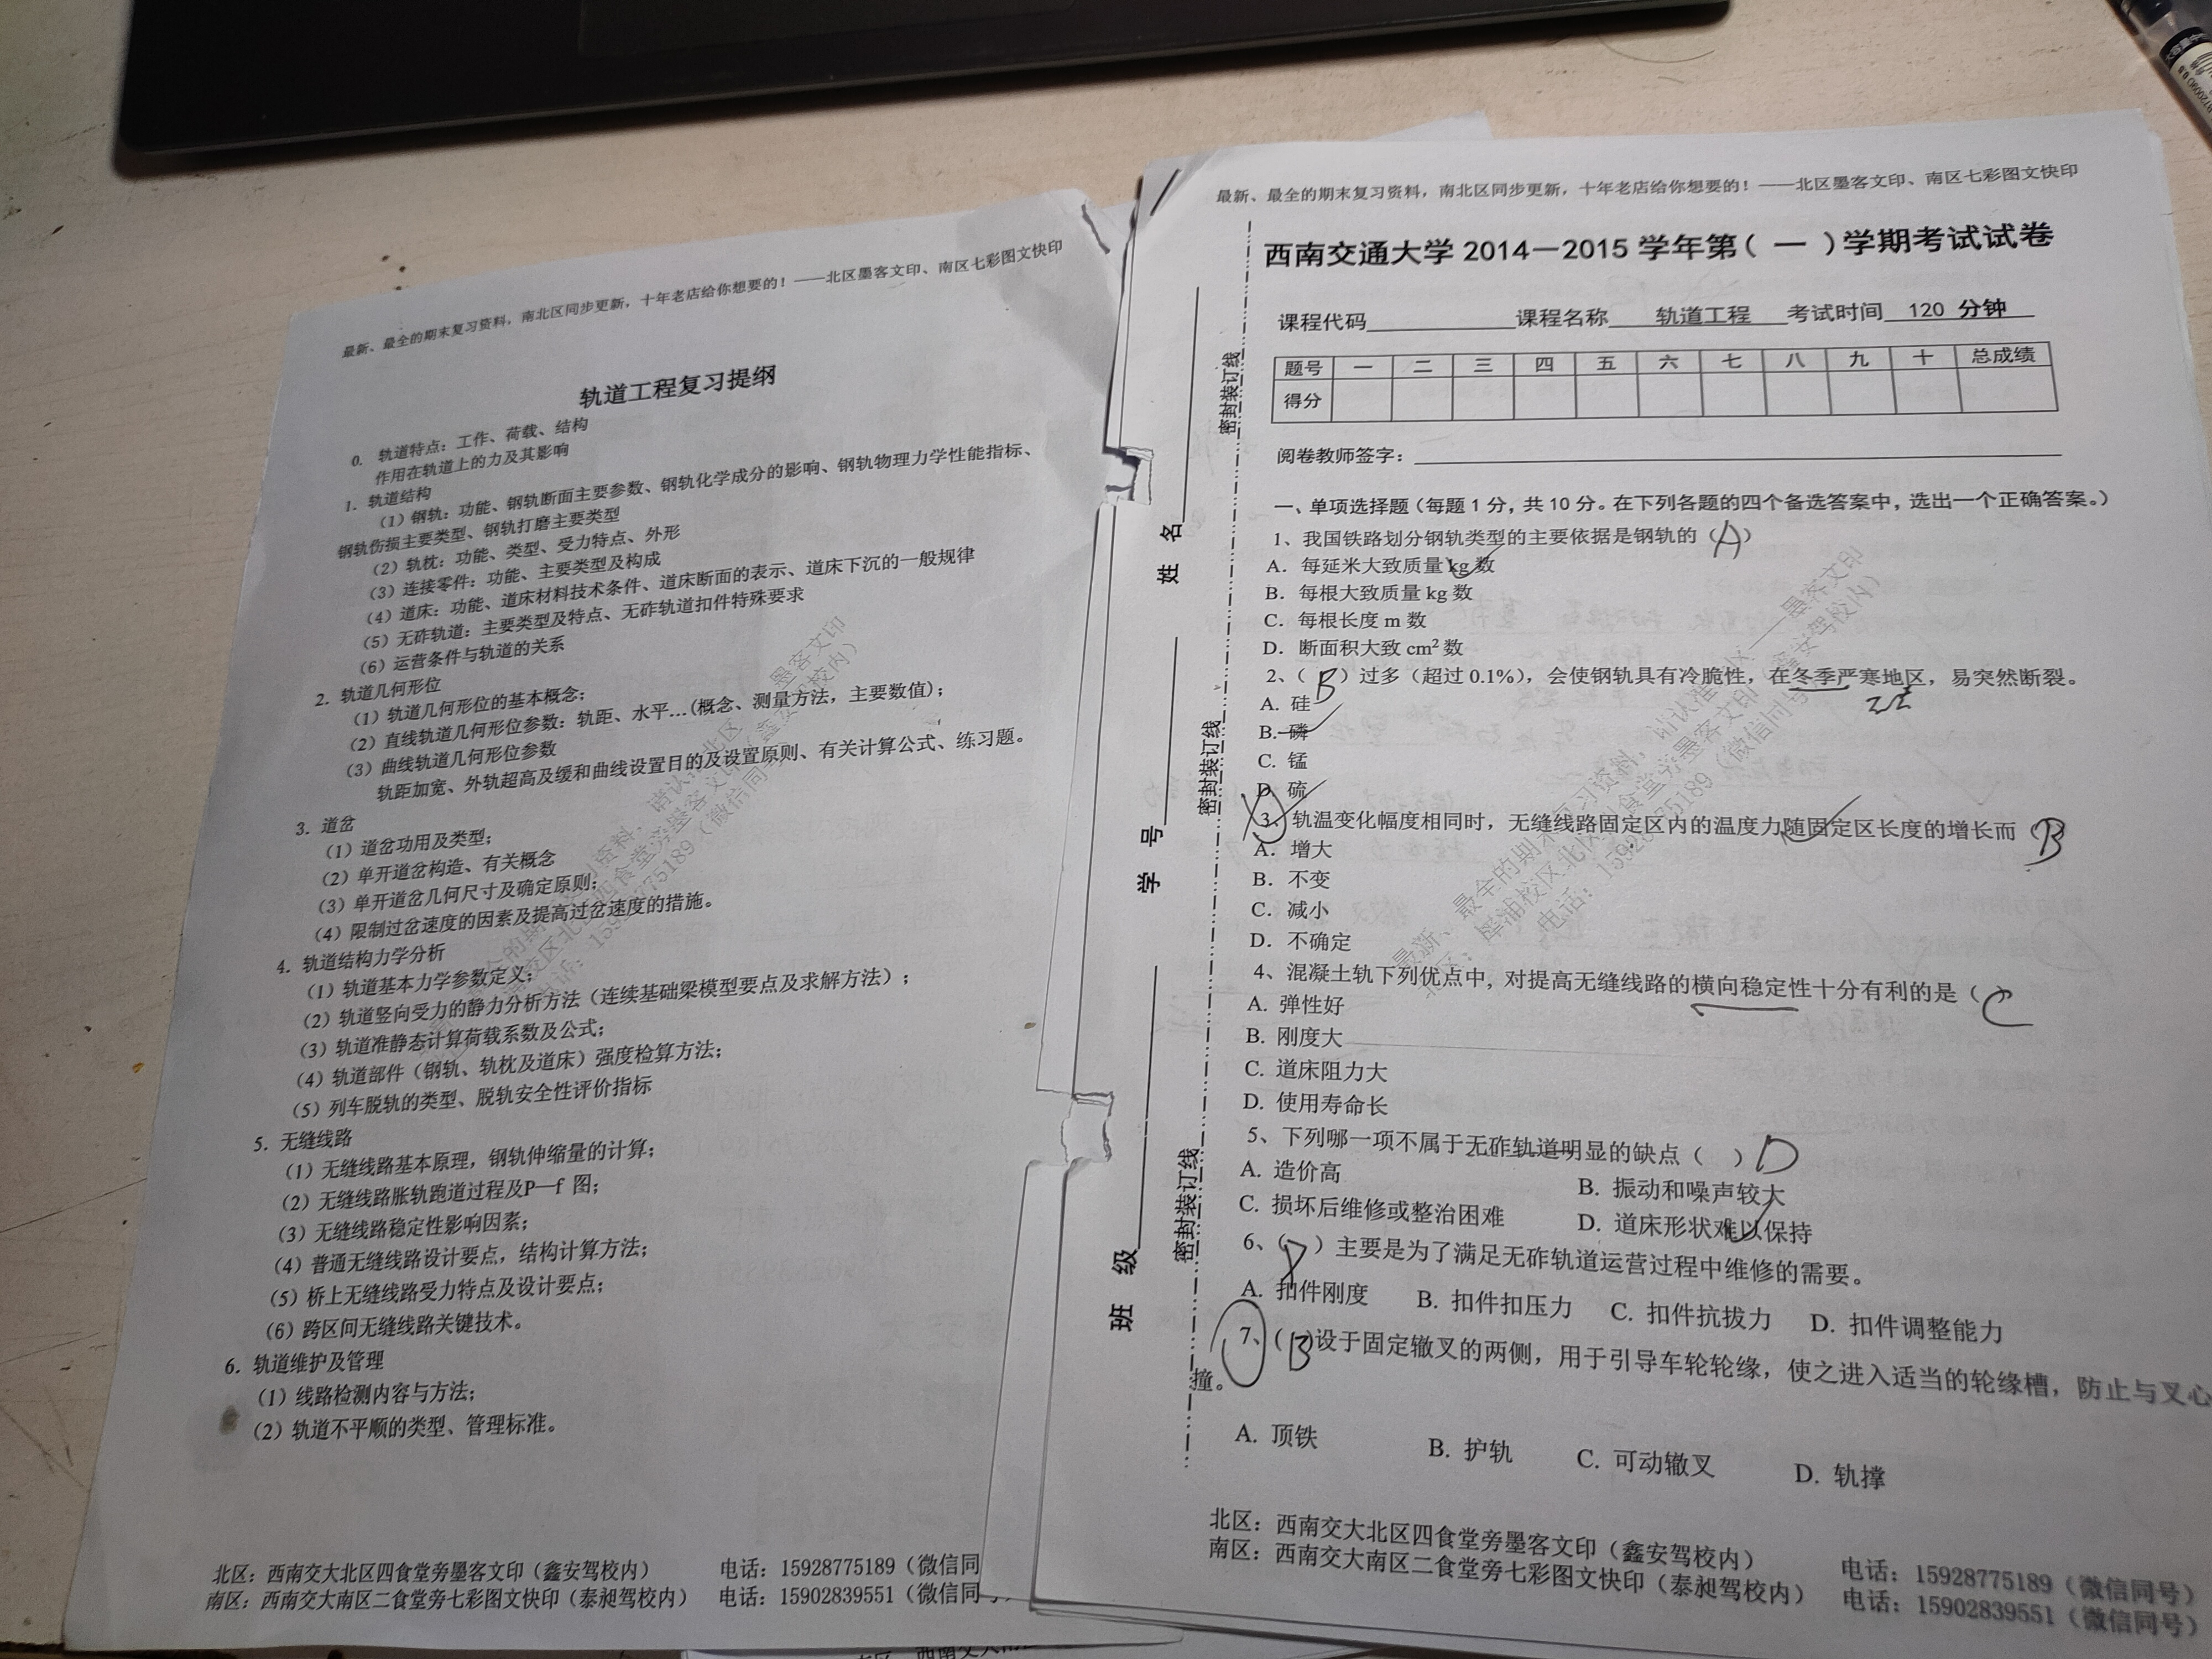 最新、最全的期末复习资料，南北区同步更新，十年老店给你想要的！——北区墨客文印、南区七彩图文快印
轨道工程复习提纲
0. 轨道特点：工作、荷载、结构
作用在轨道上的力及其影响
1. 轨道结构
（1）钢轨：功能、钢轨断面主要参数、钢轨化学成分的影响、钢轨物理力学性能指标、
钢轨伤损主要类型、钢轨打磨主要类型
（2）轨枕：功能、类型、受力特点、外形
（3）连接零件：功能、主要类型及构成
（4）道床：功能、道床材料技术条件、道床断面的表示、道床下沉的一般规律
（5）无砟轨道：主要类型及特点、无砟轨道扣件特殊要求
（6）运营条件与轨道的关系
2. 轨道几何形位
（1）轨道几何形位的基本概念；
（2）直线轨道几何形位参数：轨距、水平…(概念、测量方法，主要数值)；
（3）曲线轨道几何形位参数
轨距加宽、外轨超高及缓和曲线设置目的及设置原则、有关计算公式、练习题。
3. 道岔
（1）道岔功用及类型；
（2）单开道岔构造、有关概念
（3）单开道岔几何尺寸及确定原则；
（4）限制过岔速度的因素及提高过岔速度的措施。
4. 轨道结构力学分析
（1）轨道基本力学参数定义；
（2）轨道竖向受力的静力分析方法（连续基础梁模型要点及求解方法）；
（3）轨道准静态计算荷载系数及公式；
（4）轨道部件（钢轨、轨枕及道床）强度检算方法；
（5）列车脱轨的类型、脱轨安全性评价指标
5. 无缝线路
（1）无缝线路基本原理，钢轨伸缩量的计算；
（2）无缝线路胀轨跑道过程及P—f 图；
（3）无缝线路稳定性影响因素；
（4）普通无缝线路设计要点，结构计算方法；
（5）桥上无缝线路受力特点及设计要点；
（6）跨区间无缝线路关键技术。
6. 轨道维护及管理
（1）线路检测内容与方法；
（2）轨道不平顺的类型、管理标准。
北区：西南交大北区四食堂旁墨客文印（鑫安驾校内） 电话：15928775189（微信同
南区：西南交大南区二食堂旁七彩图文快印（泰昶驾校内） 电话：15902839551（微信同
最新、最全的期末复习资料，南北区同步更新，十年老店给你想要的！——北区墨客文印、南区七彩图文快印
西南交通大学 2014－2015 学年第（ 一 ）学期考试试卷
课程代码 课程名称 轨道工程 考试时间 120 分钟
题号 一 二 三 四 五 六 七 八 九 十 总成绩
得分
阅卷教师签字：
密封装订线 密封装订线 密封装订线
班 级 学 号 姓 名
一、单项选择题（每题 1 分，共 10 分。在下列各题的四个备选答案中，选出一个正确答案。）
1、我国铁路划分钢轨类型的主要依据是钢轨的（A）
A. 每延米大致质量 kg 数
B. 每根大致质量 kg 数
C. 每根长度 m 数
D. 断面积大致 cm² 数
2、（B）过多（超过 0.1%），会使钢轨具有冷脆性，在冬季严寒地区，易突然断裂。
A. 硅
B. 磷
C. 锰
D. 硫
3、轨温变化幅度相同时，无缝线路固定区内的温度力随固定区长度的增长而（B
A. 增大
B. 不变
C. 减小
D. 不确定
4、混凝土轨下列优点中，对提高无缝线路的横向稳定性十分有利的是（C
A. 弹性好
B. 刚度大
C. 道床阻力大
D. 使用寿命长
5、下列哪一项不属于无砟轨道明显的缺点（ ）D
A. 造价高 B. 振动和噪声较大
C. 损坏后维修或整治困难 D. 道床形状难以保持
6、（D）主要是为了满足无砟轨道运营过程中维修的需要。
A. 扣件刚度 B. 扣件扣压力 C. 扣件抗拔力 D. 扣件调整能力
7、（B)设于固定辙叉的两侧，用于引导车轮轮缘，使之进入适当的轮缘槽，防止与叉心
撞。
A. 顶铁 B. 护轨 C. 可动辙叉 D. 轨撑
北区：西南交大北区四食堂旁墨客文印（鑫安驾校内） 电话：15928775189（微信同号）
南区：西南交大南区二食堂旁七彩图文快印（泰昶驾校内） 电话：15902839551（微信同号）